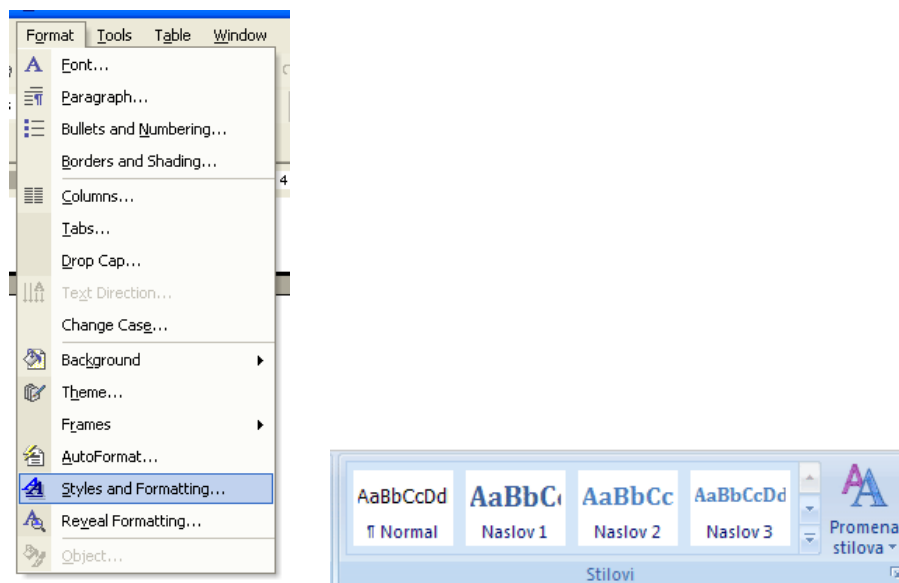 Format Tools Table Window
Font...
Paragraph...
Bullets and Numbering...
Borders and Shading...
4
Columns...
Tabs...
Drop Cap...
Text Direction...
Change Case...
Background
Theme...
Frames
AutoFormat...
Styles and Formatting...
Reveal Formatting...
Object...
AaBbCcDd AaBbC AaBbCc AaBbCcDd
¶ Normal Naslov 1 Naslov 2 Naslov 3
Promena
stilova
Stilovi